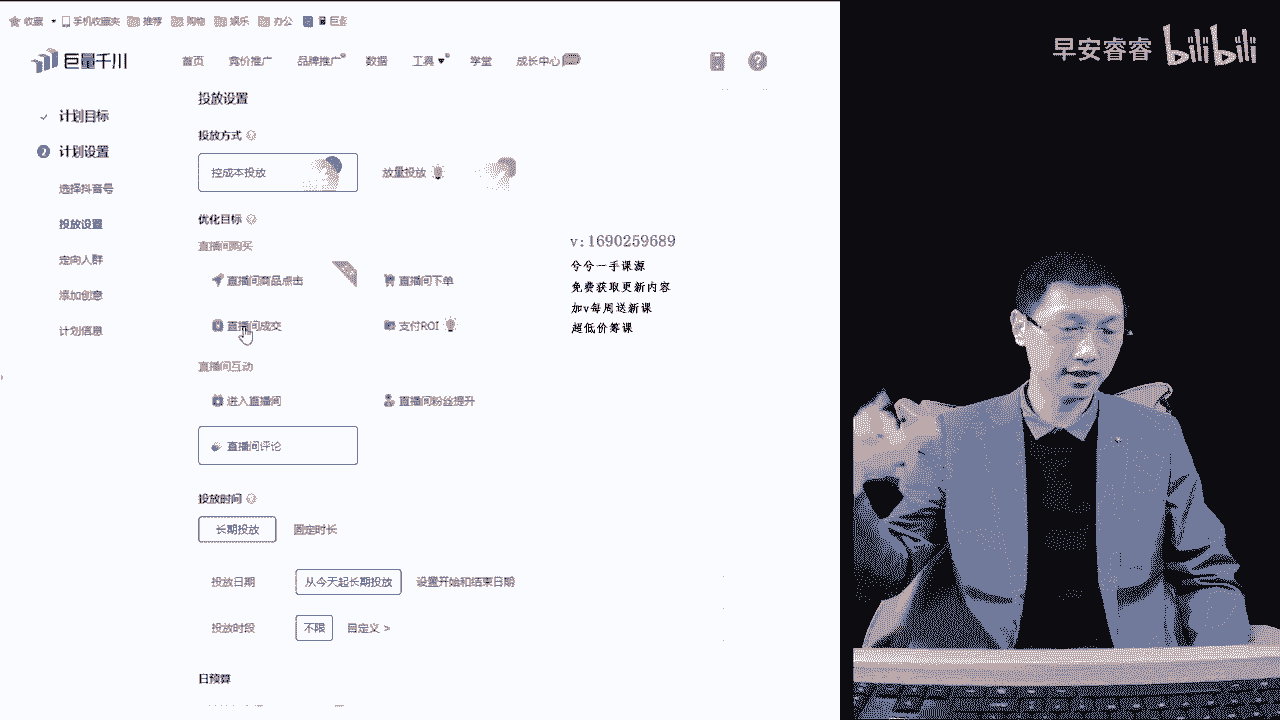 收藏 手机收藏夹 推荐 购物 娱乐 办公
早安睿睿 bilibili
巨量千川 首页 竞价推广 品牌推广 数据 工具 学堂 成长中心
计划目标
计划设置
选择抖音号
投放设置
定向人群
添加创意
计划信息
投放设置
投放方式
控成本投放 放量投放
优化目标
直播间购买
直播间商品点击 直播间下单
直播间成交 支付ROI
直播间互动
进入直播间 直播间粉丝提升
直播间评论
投放时间
长期投放 固定时长
投放日期 从今天起长期投放 设置开始和结束日期
投放时段 不限 自定义 >
日预算
v:1690259689
兮兮一手课源
免费获取更新内容
加v每周送新课
超低价筹课